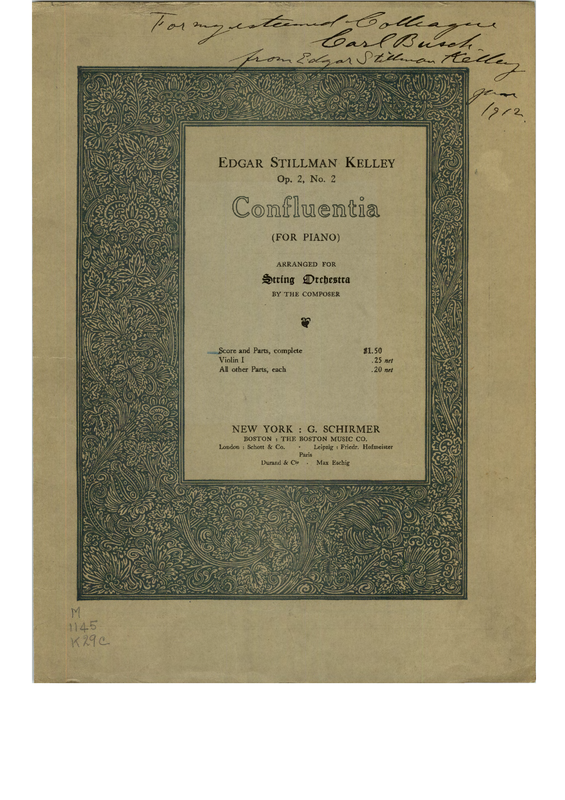 For my esteemed Colleague
Carl Busch.
from Edgar Stillman Kelley
1912.
EDGAR STILLMAN KELLEY
Op. 2, No. 2
Confluentia
(FOR PIANO)
ARRANGED FOR
String Orchestra
BY THE COMPOSER
Score and Parts, complete $1.50
Violin I .25 net
All other Parts, each .20 net
NEW YORK : G. SCHIRMER
BOSTON : THE BOSTON MUSIC CO.
London : Schott & Co. · Leipzig : Friedr. Hofmeister
Paris
Durand & Cie · Max Eschig
M
1145
K29c